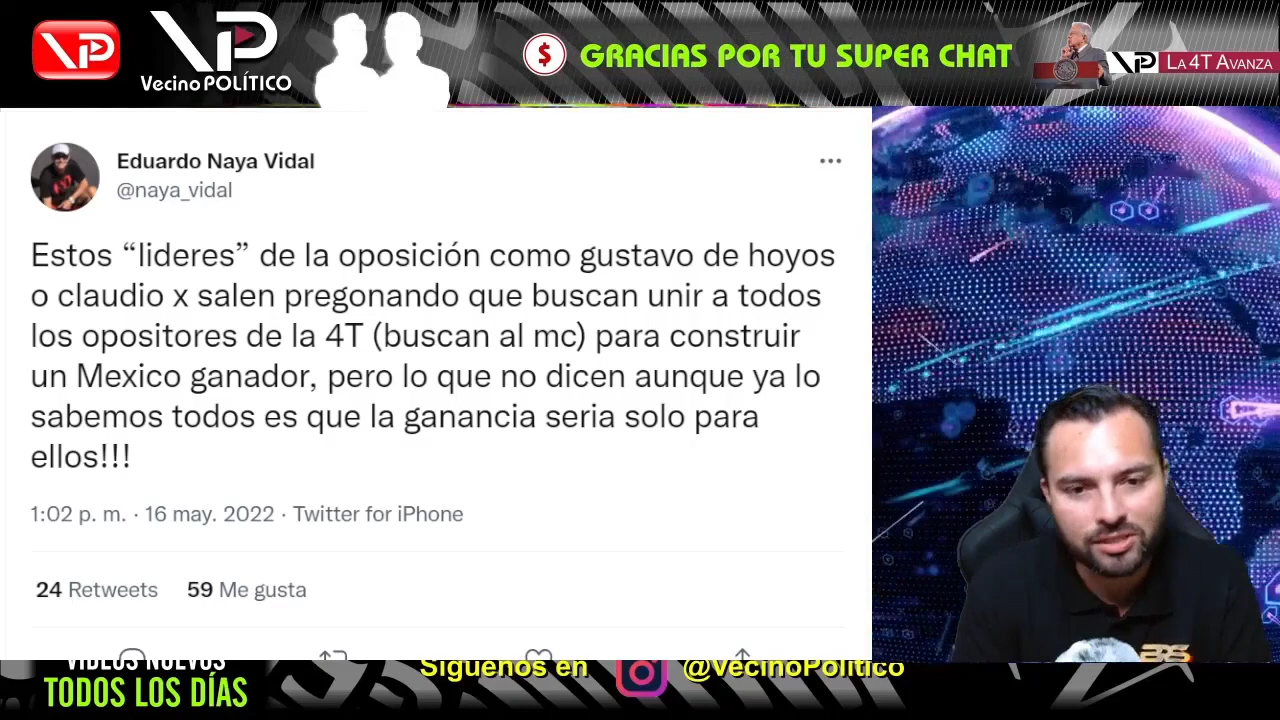 VP
VP
Vecino POLÍTICO
$ GRACIAS POR TU SUPER CHAT
VP LA 4T AVANZA
Eduardo Naya Vidal
@naya_vidal
Estos “lideres” de la oposición como gustavo de hoyos
o claudio x salen pregonando que buscan unir a todos
los opositores de la 4T (buscan al mc) para construir
un Mexico ganador, pero lo que no dicen aunque ya lo
sabemos todos es que la ganancia seria solo para
ellos!!!
1:02 p. m. · 16 may. 2022 · Twitter for iPhone
24 Retweets 59 Me gusta
VIDEOS NUEVOS
TODOS LOS DÍAS
Síguenos en @VecinoPolitico